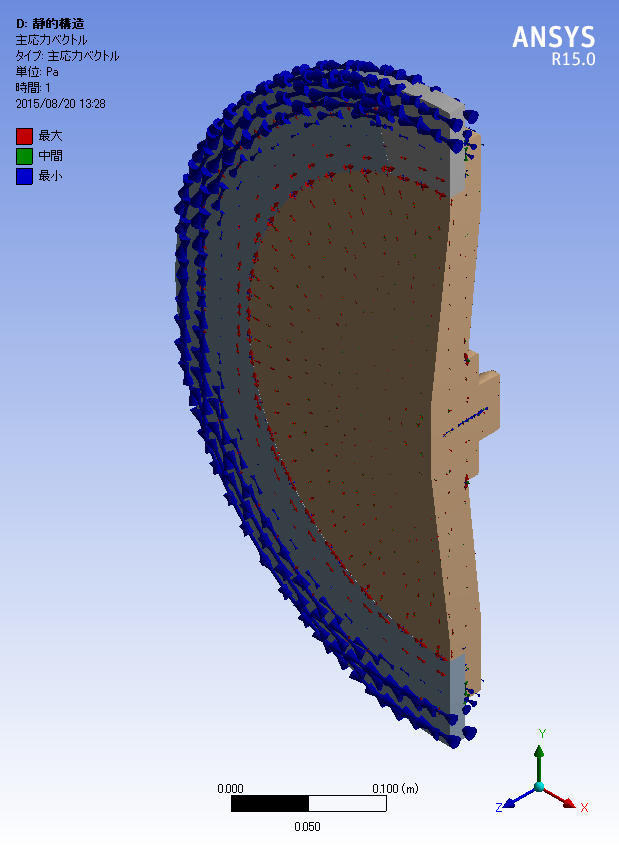 D: 静的構造
主応力ベクトル
タイプ: 主応力ベクトル
単位: Pa
時間: 1
2015/08/20 13:28
最大
中間
最小
ANSYS
R15.0
0.000
0.100 (m)
0.050
Y
Z
X